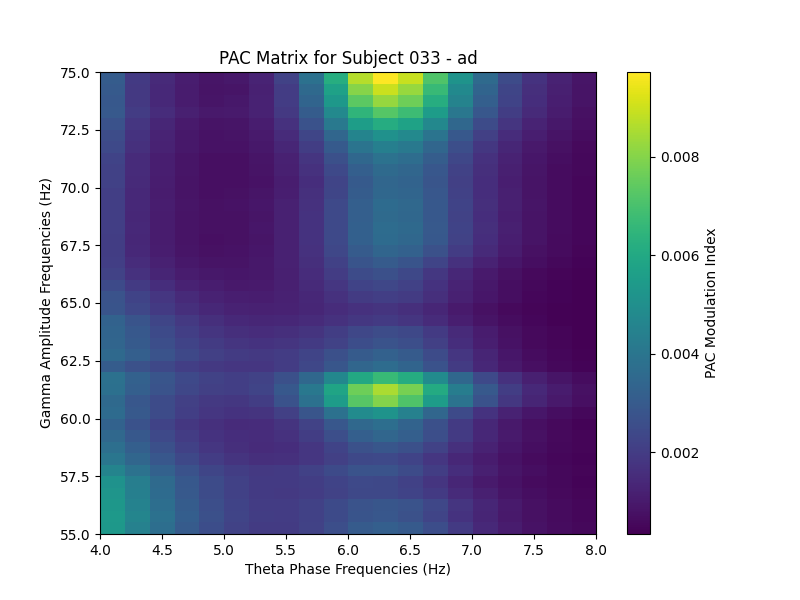 PAC Matrix for Subject 033 - ad
75.0
72.5
70.0
67.5
65.0
62.5
60.0
57.5
55.0
Gamma Amplitude Frequencies (Hz)
4.0 4.5 5.0 5.5 6.0 6.5 7.0 7.5 8.0
Theta Phase Frequencies (Hz)
0.008
0.006
0.004
0.002
PAC Modulation Index